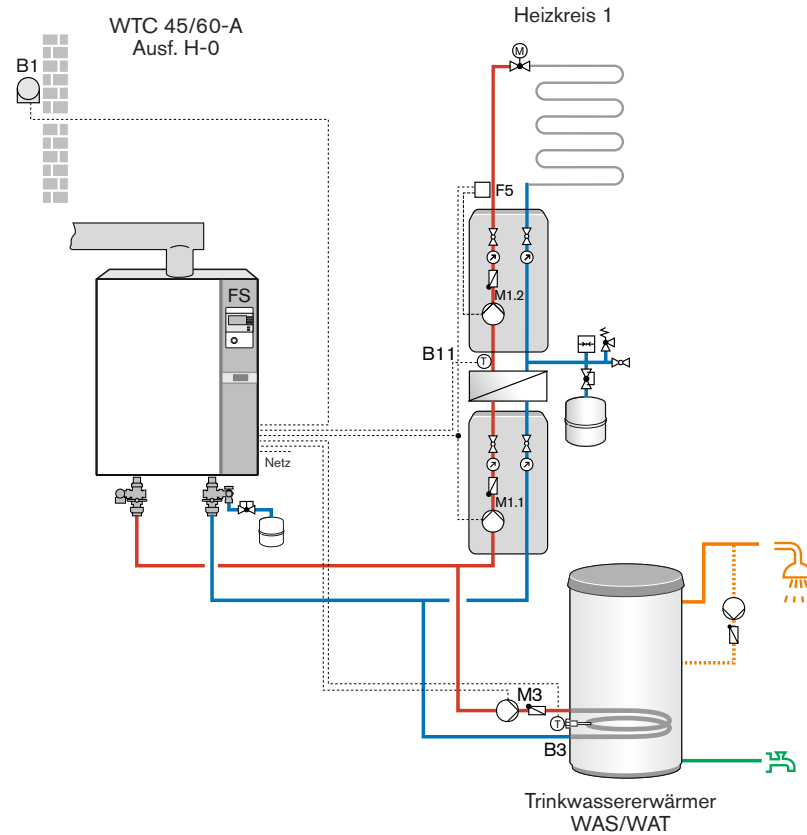 WTC 45/60-A
Ausf. H-0
Heizkreis 1
M
B1
F5
FS
M1.2
B11
T
Netz
M1.1
M3
T
B3
Trinkwassererwärmer
WAS/WAT